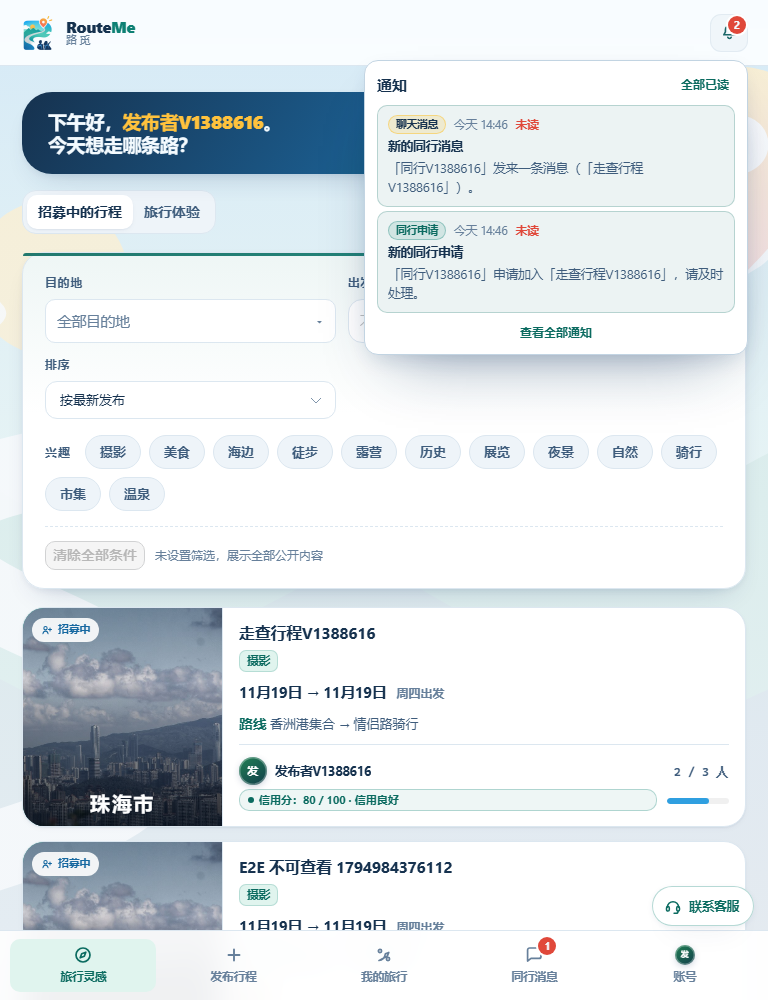 RouteMe
路觅
2
下午好，发布者V1388616。
今天想走哪条路？
通知
全部已读
聊天消息 今天 14:46 未读
新的同行消息
「同行V1388616」发来一条消息（「走查行程
V1388616」）。
同行申请 今天 14:46 未读
新的同行申请
「同行V1388616」申请加入「走查行程V1388616」，请及时
处理。
查看全部通知
招募中的行程 旅行体验
目的地
全部目的地
排序
按最新发布
兴趣 摄影 美食 海边 徒步 露营 历史 展览 夜景 自然 骑行
市集 温泉
清除全部条件 未设置筛选，展示全部公开内容
招募中
珠海市
走查行程V1388616
摄影
11月19日 → 11月19日 周四出发
路线 香洲港集合 → 情侣路骑行
发 发布者V1388616 2 / 3 人
信用分：80 / 100 · 信用良好
招募中
E2E 不可查看 1794984376112
摄影
11月19日 → 11月19日 周四出发
联系客服
旅行灵感
发布行程
我的旅行
1
同行消息
发
账号